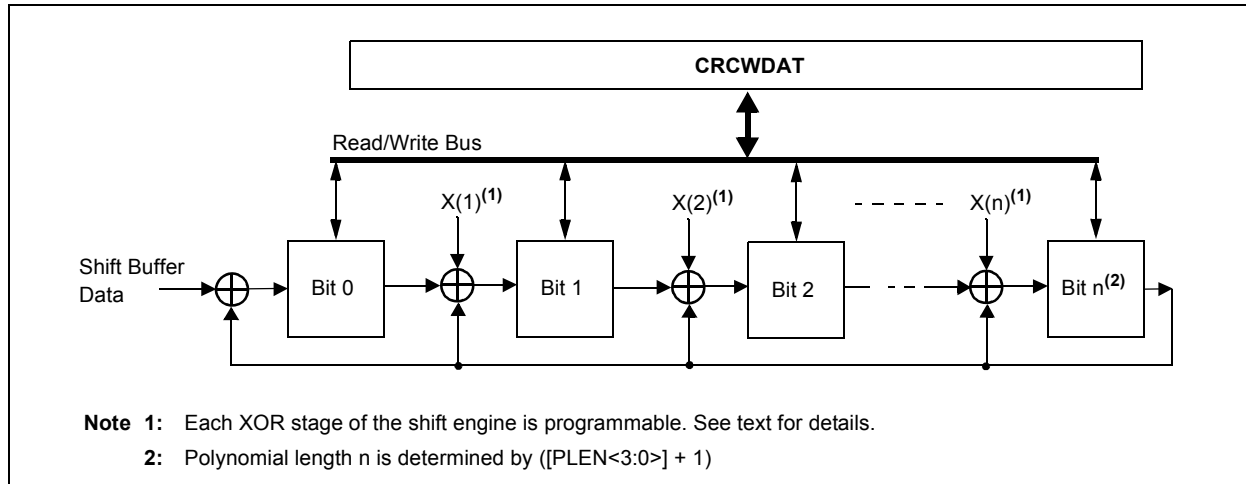 CRCWDAT
Read/Write Bus
X(1)(1) X(2)(1) X(n)(1)
Shift Buffer
Data
Bit 0 Bit 1 Bit 2 Bit n(2)
Note 1: Each XOR stage of the shift engine is programmable. See text for details.
2: Polynomial length n is determined by ([PLEN<3:0>] + 1)